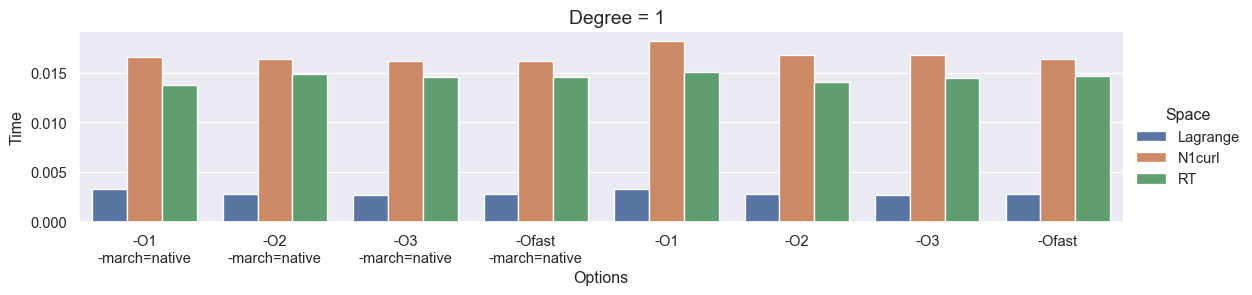 Degree = 1
Time
0.015
0.010
0.005
0.000
-O1
-march=native
-O2
-march=native
-O3
-march=native
-Ofast
-march=native
-O1
-O2
-O3
-Ofast
Options
Space
Lagrange
N1curl
RT